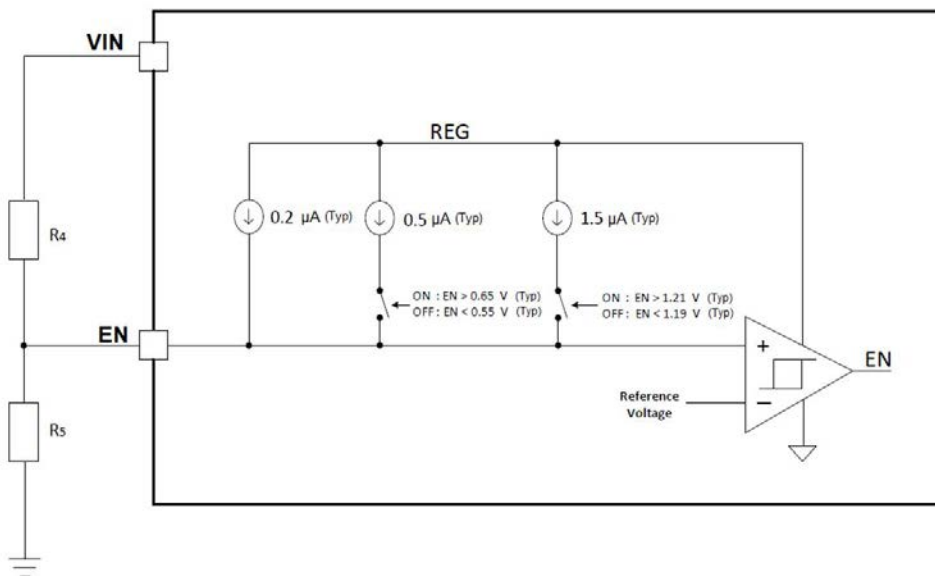 VIN
REG
0.2 µA (Typ)
0.5 µA (Typ)
1.5 µA (Typ)
R4
ON : EN > 0.65 V (Typ)
OFF : EN < 0.55 V (Typ)
ON : EN > 1.21 V (Typ)
OFF : EN < 1.19 V (Typ)
EN
+
EN
Reference
Voltage
−
R5